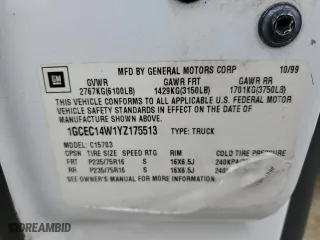 GM
MFD BY GENERAL MOTORS CORP 10/99
GVWR GAWR FRT GAWR RR
2767KG(6100LB) 1429KG(3150LB) 1701KG(3750LB)
THIS VEHICLE CONFORMS TO ALL APPLICABLE U.S. FEDERAL
MOTOR VEHICLE SAFETY STANDARDS IN EFFECT ON THE DATE OF
MANUFACTURE SHOWN ABOVE.
1GCEC14W1YZ175513 TYPE: TRUCK
MODEL: C15703
CPSN TIRE SIZE SPEED RTG RIM COLD TIRE
FRT P235/75R16 S 16X6.5J 240KPA
RR P235/75R16 S 16X6.5J
SEE OWNER'S MANUAL FOR MORE INFORMATION.